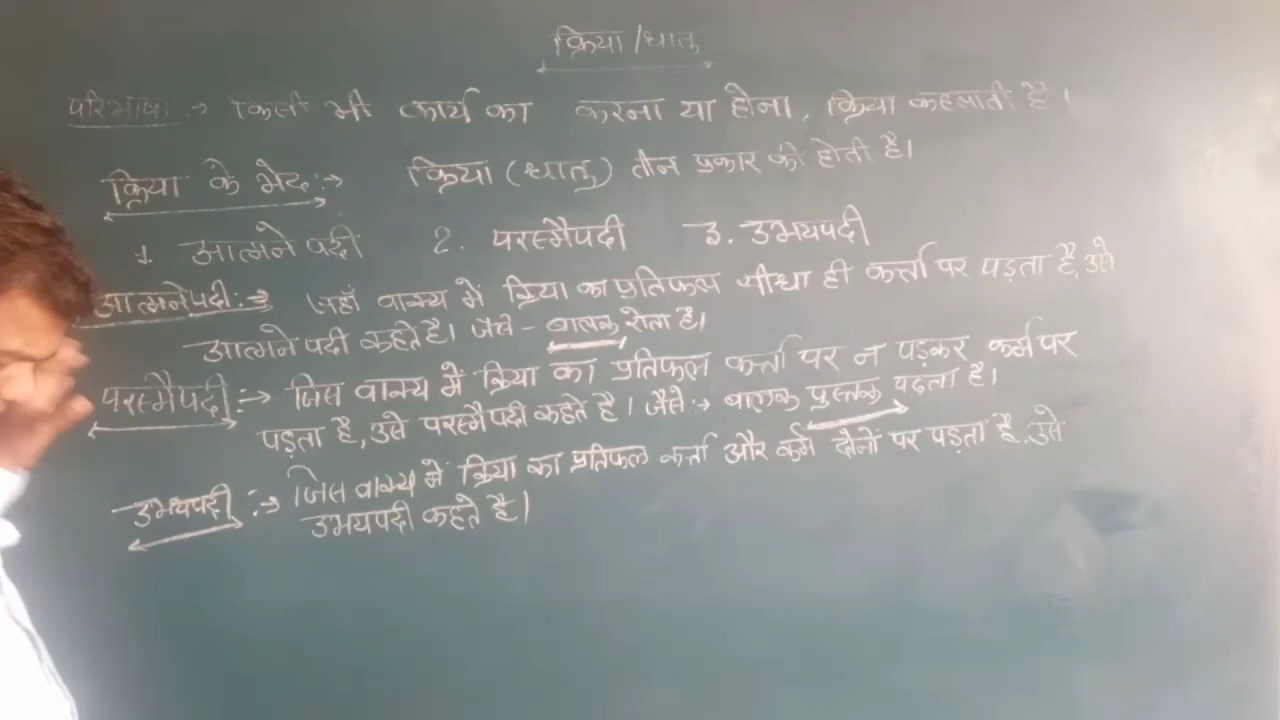 क्रिया/धातु
परिभाषा :→ किसी भी कार्य का करना या होना, क्रिया कहलाती है।
क्रिया के भेद :→ क्रिया (धातु) तीन प्रकार की होती है।
1. आत्मने पदी 2. परस्मैपदी 3. उभयपदी
आत्मनेपदी :→ जहाँ वाक्य में क्रिया का प्रतिफल सीधा ही कर्त्ता पर पड़ता है, उसे
आत्मने पदी कहते है। जैसे - बालक रोता है।
परस्मैपदी :→ जिस वाक्य में क्रिया का प्रतिफल कर्त्ता पर न पड़कर कर्म पर
पड़ता है, उसे परस्मैपदी कहते है। जैसे :→ बालक पुस्तक पढता है।
उभयपदी :→ जिस वाक्य में क्रिया का प्रतिफल कर्त्ता और कर्म दोनों पर पड़ता है, उसे
उभयपदी कहते है।